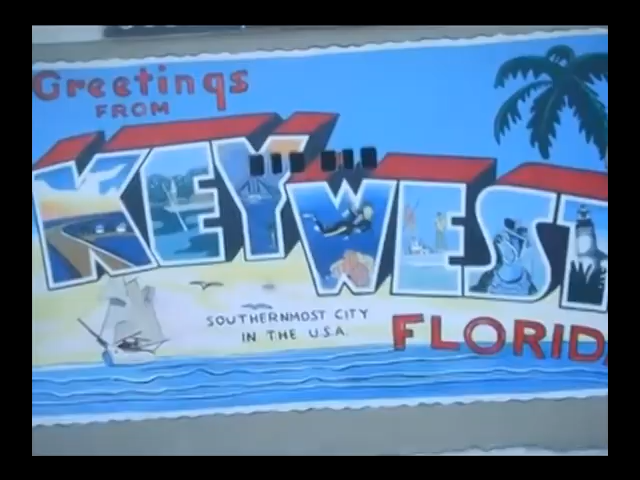 Greetings
FROM
KEY WEST
SOUTHERNMOST CITY
IN THE U.S.A.
FLORIDA